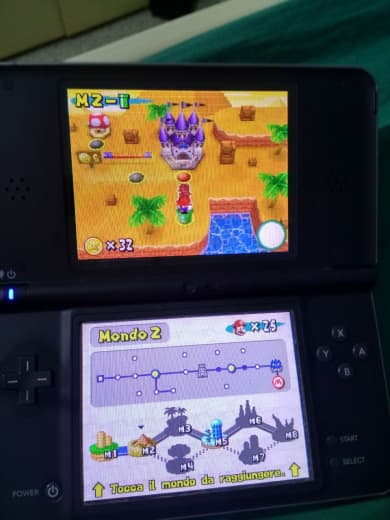 M2-
× 32
Mondo 2
× 25
M
M1
M2
M3
M4
M5
M6
M7
M8
Tocca il mondo da raggiungere.
X
Y
A
B
START
SELECT
POWER